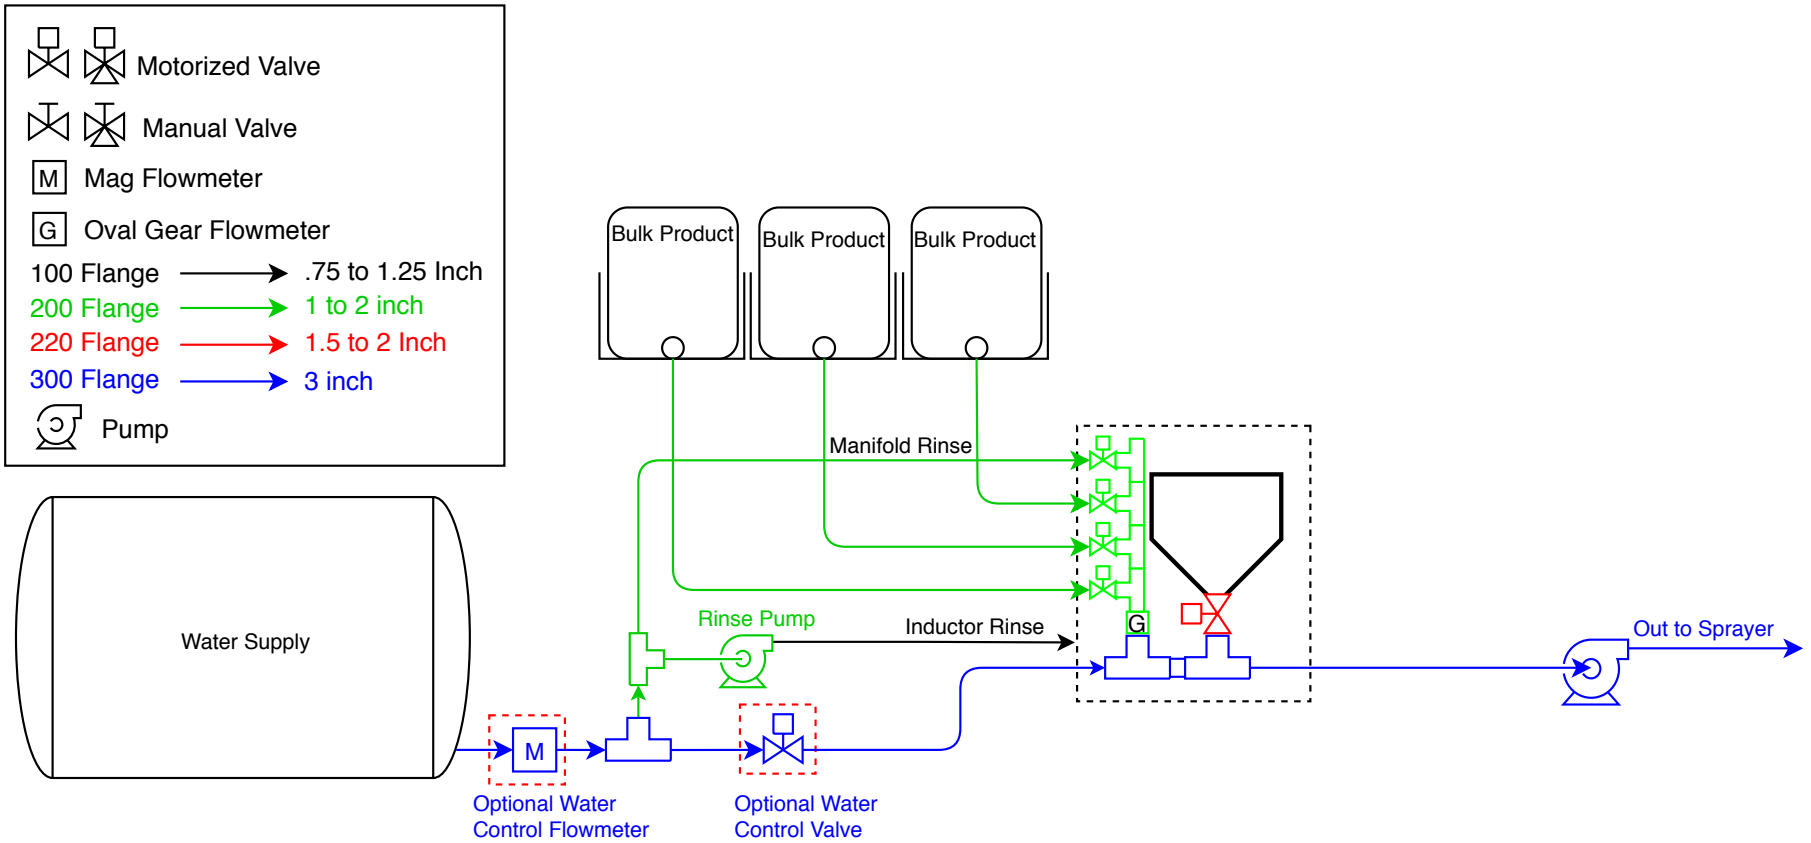 Motorized Valve
Manual Valve
M Mag Flowmeter
G Oval Gear Flowmeter
100 Flange .75 to 1.25 Inch
200 Flange 1 to 2 inch
220 Flange 1.5 to 2 Inch
300 Flange 3 inch
Pump
Bulk Product
Bulk Product
Bulk Product
Manifold Rinse
Rinse Pump
Inductor Rinse
G
Out to Sprayer
Water Supply
M
Optional Water
Control Flowmeter
Optional Water
Control Valve